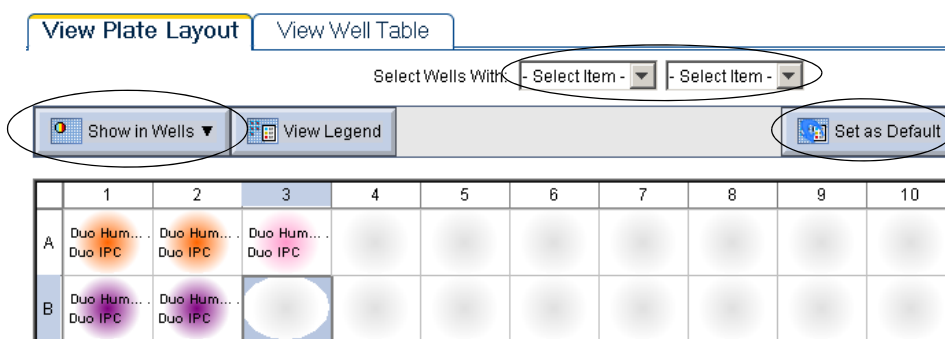 View Plate Layout View Well Table
Select Wells With: - Select Item - - Select Item -
Show in Wells ▼ View Legend Set as Default
1 2 3 4 5 6 7 8 9 10
A Duo Hum... Duo Hum... Duo Hum...
Duo IPC Duo IPC Duo IPC
B Duo Hum... Duo Hum...
Duo IPC Duo IPC